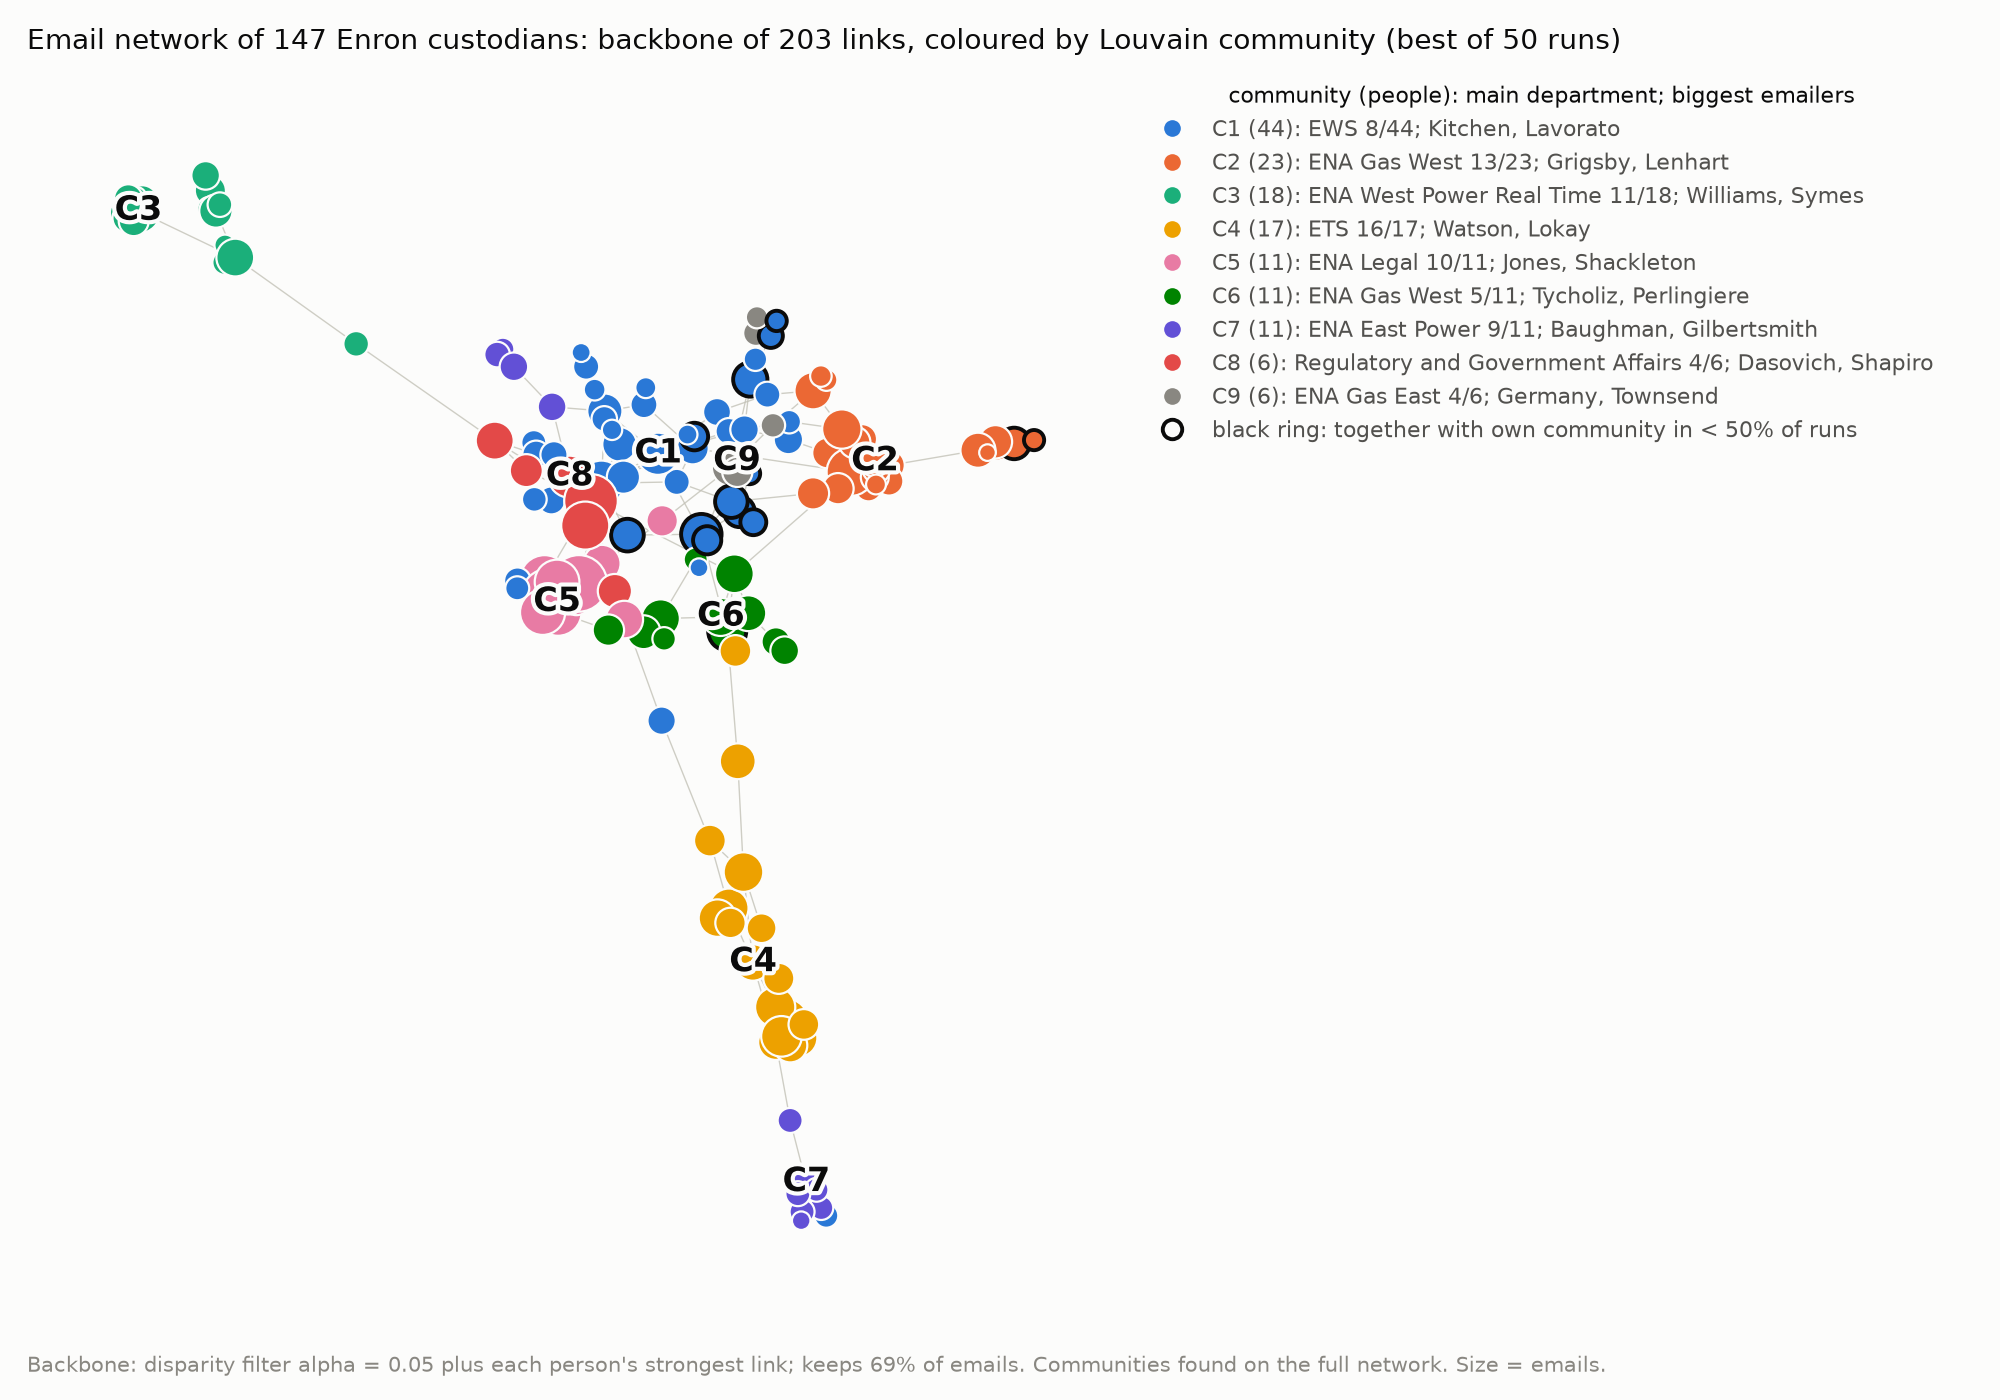 Email network of 147 Enron custodians: backbone of 203 links, coloured by Louvain community (best of 50 runs)
community (people): main department; biggest emailers
C1 (44): EWS 8/44; Kitchen, Lavorato
C2 (23): ENA Gas West 13/23; Grigsby, Lenhart
C3 (18): ENA West Power Real Time 11/18; Williams, Symes
C4 (17): ETS 16/17; Watson, Lokay
C5 (11): ENA Legal 10/11; Jones, Shackleton
C6 (11): ENA Gas West 5/11; Tycholiz, Perlingiere
C7 (11): ENA East Power 9/11; Baughman, Gilbertsmith
C8 (6): Regulatory and Government Affairs 4/6; Dasovich, Shapiro
C9 (6): ENA Gas East 4/6; Germany, Townsend
black ring: together with own community in < 50% of runs
C3
C1
C9
C2
C8
C5
C6
C4
C7
Backbone: disparity filter alpha = 0.05 plus each person's strongest link; keeps 69% of emails. Communities found on the full network. Size = emails.